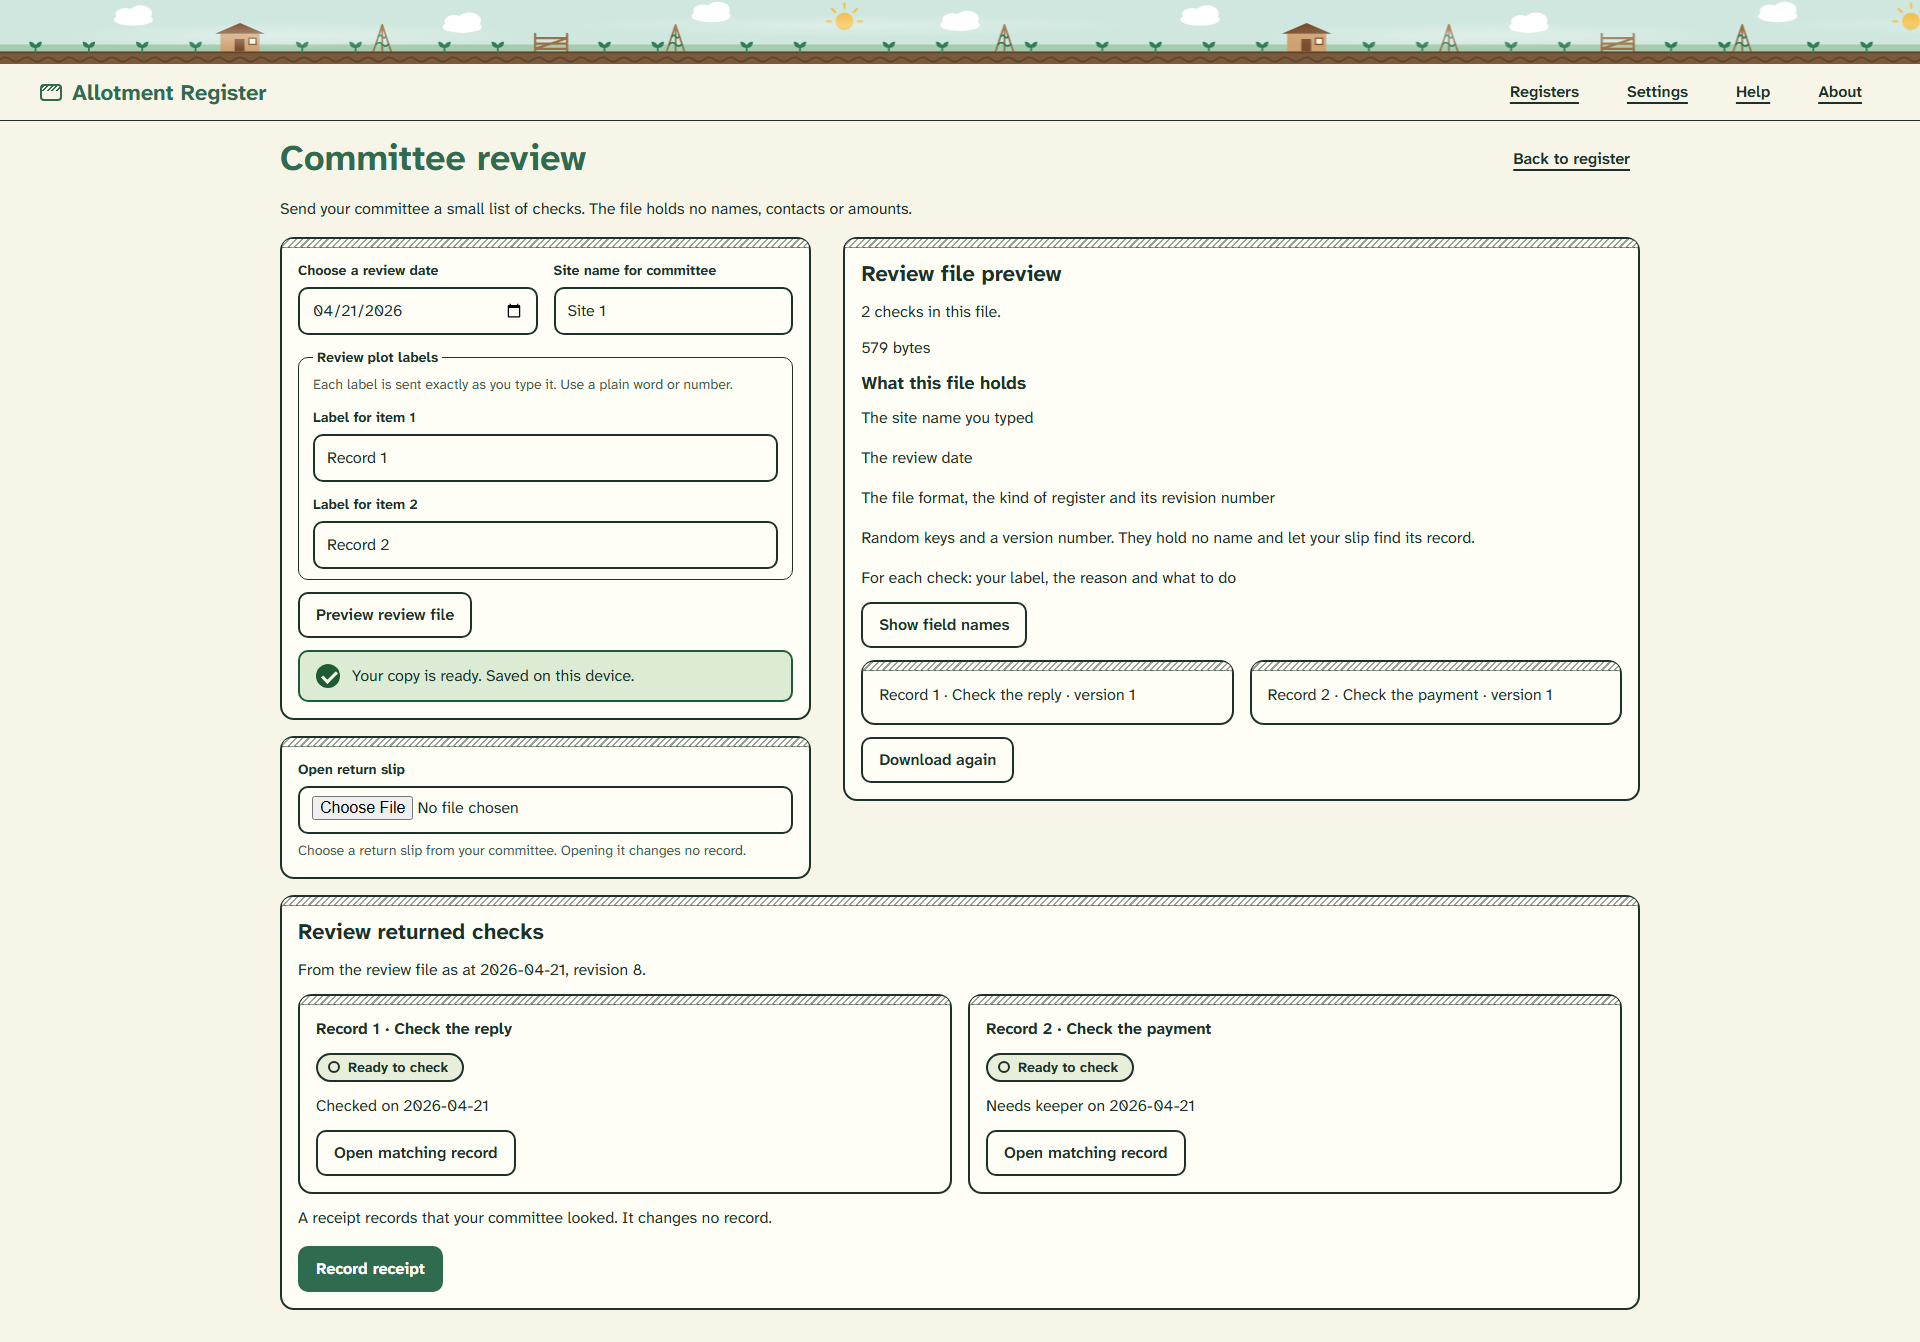 Allotment Register
Registers
Settings
Help
About
Committee review
Back to register
Send your committee a small list of checks. The file holds no names, contacts or amounts.
Choose a review date
Site name for committee
04/21/2026
Site 1
Review plot labels
Each label is sent exactly as you type it. Use a plain word or number.
Label for item 1
Record 1
Label for item 2
Record 2
Preview review file
Your copy is ready. Saved on this device.
Open return slip
Choose File No file chosen
Choose a return slip from your committee. Opening it changes no record.
Review file preview
2 checks in this file.
579 bytes
What this file holds
The site name you typed
The review date
The file format, the kind of register and its revision number
Random keys and a version number. They hold no name and let your slip find its record.
For each check: your label, the reason and what to do
Show field names
Record 1 · Check the reply · version 1
Record 2 · Check the payment · version 1
Download again
Review returned checks
From the review file as at 2026-04-21, revision 8.
Record 1 · Check the reply
Ready to check
Checked on 2026-04-21
Open matching record
Record 2 · Check the payment
Ready to check
Needs keeper on 2026-04-21
Open matching record
A receipt records that your committee looked. It changes no record.
Record receipt